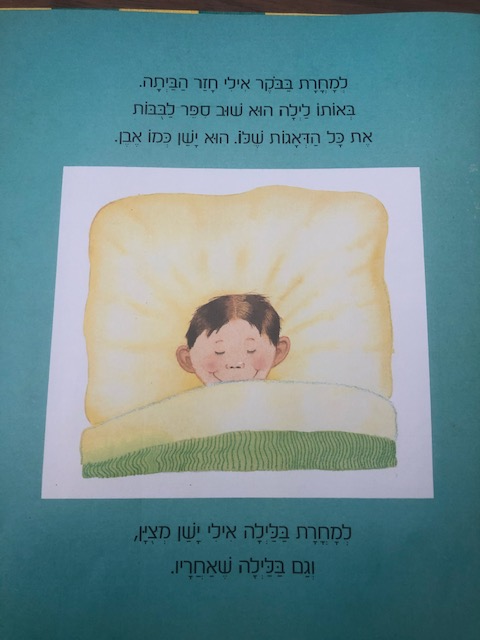 לְמָחֳרָת בַּבֹּקֶר אִילִי חָזַר הַבַּיְתָה.
בְּאוֹתוֹ לַיְלָה הוּא שׁוּב סִפֵּר לַבֻּבּוֹת
אֶת כָּל הַדְּאָגוֹת שֶׁלּוֹ. הוּא יָשַׁן כְּמוֹ אֶבֶן.
לְמָחֳרָת בַּלַּיְלָה אִילִי יָשַׁן מְצֻיָּן,
וְגַם בַּלַּיְלָה שֶׁאַחֲרָיו.